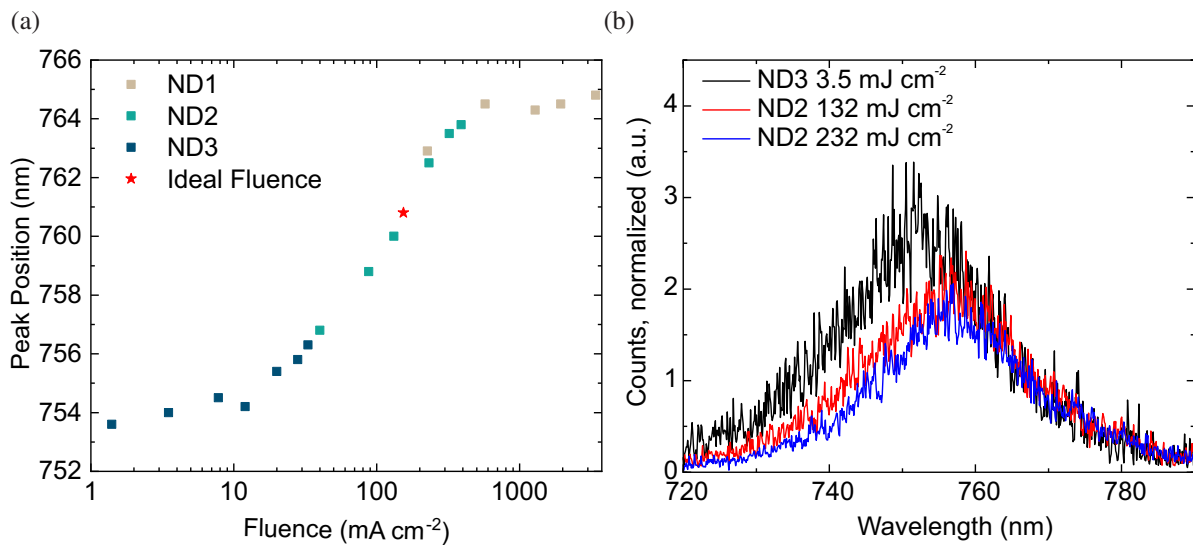 (a)
766
764
762
760
758
756
754
752
Peak Position (nm)
ND1
ND2
ND3
Ideal Fluence
1
10
100
1000
Fluence (mA cm⁻²)
(b)
4
3
2
1
0
Counts, normalized (a.u.)
ND3 3.5 mJ cm⁻²
ND2 132 mJ cm⁻²
ND2 232 mJ cm⁻²
720
740
760
780
Wavelength (nm)